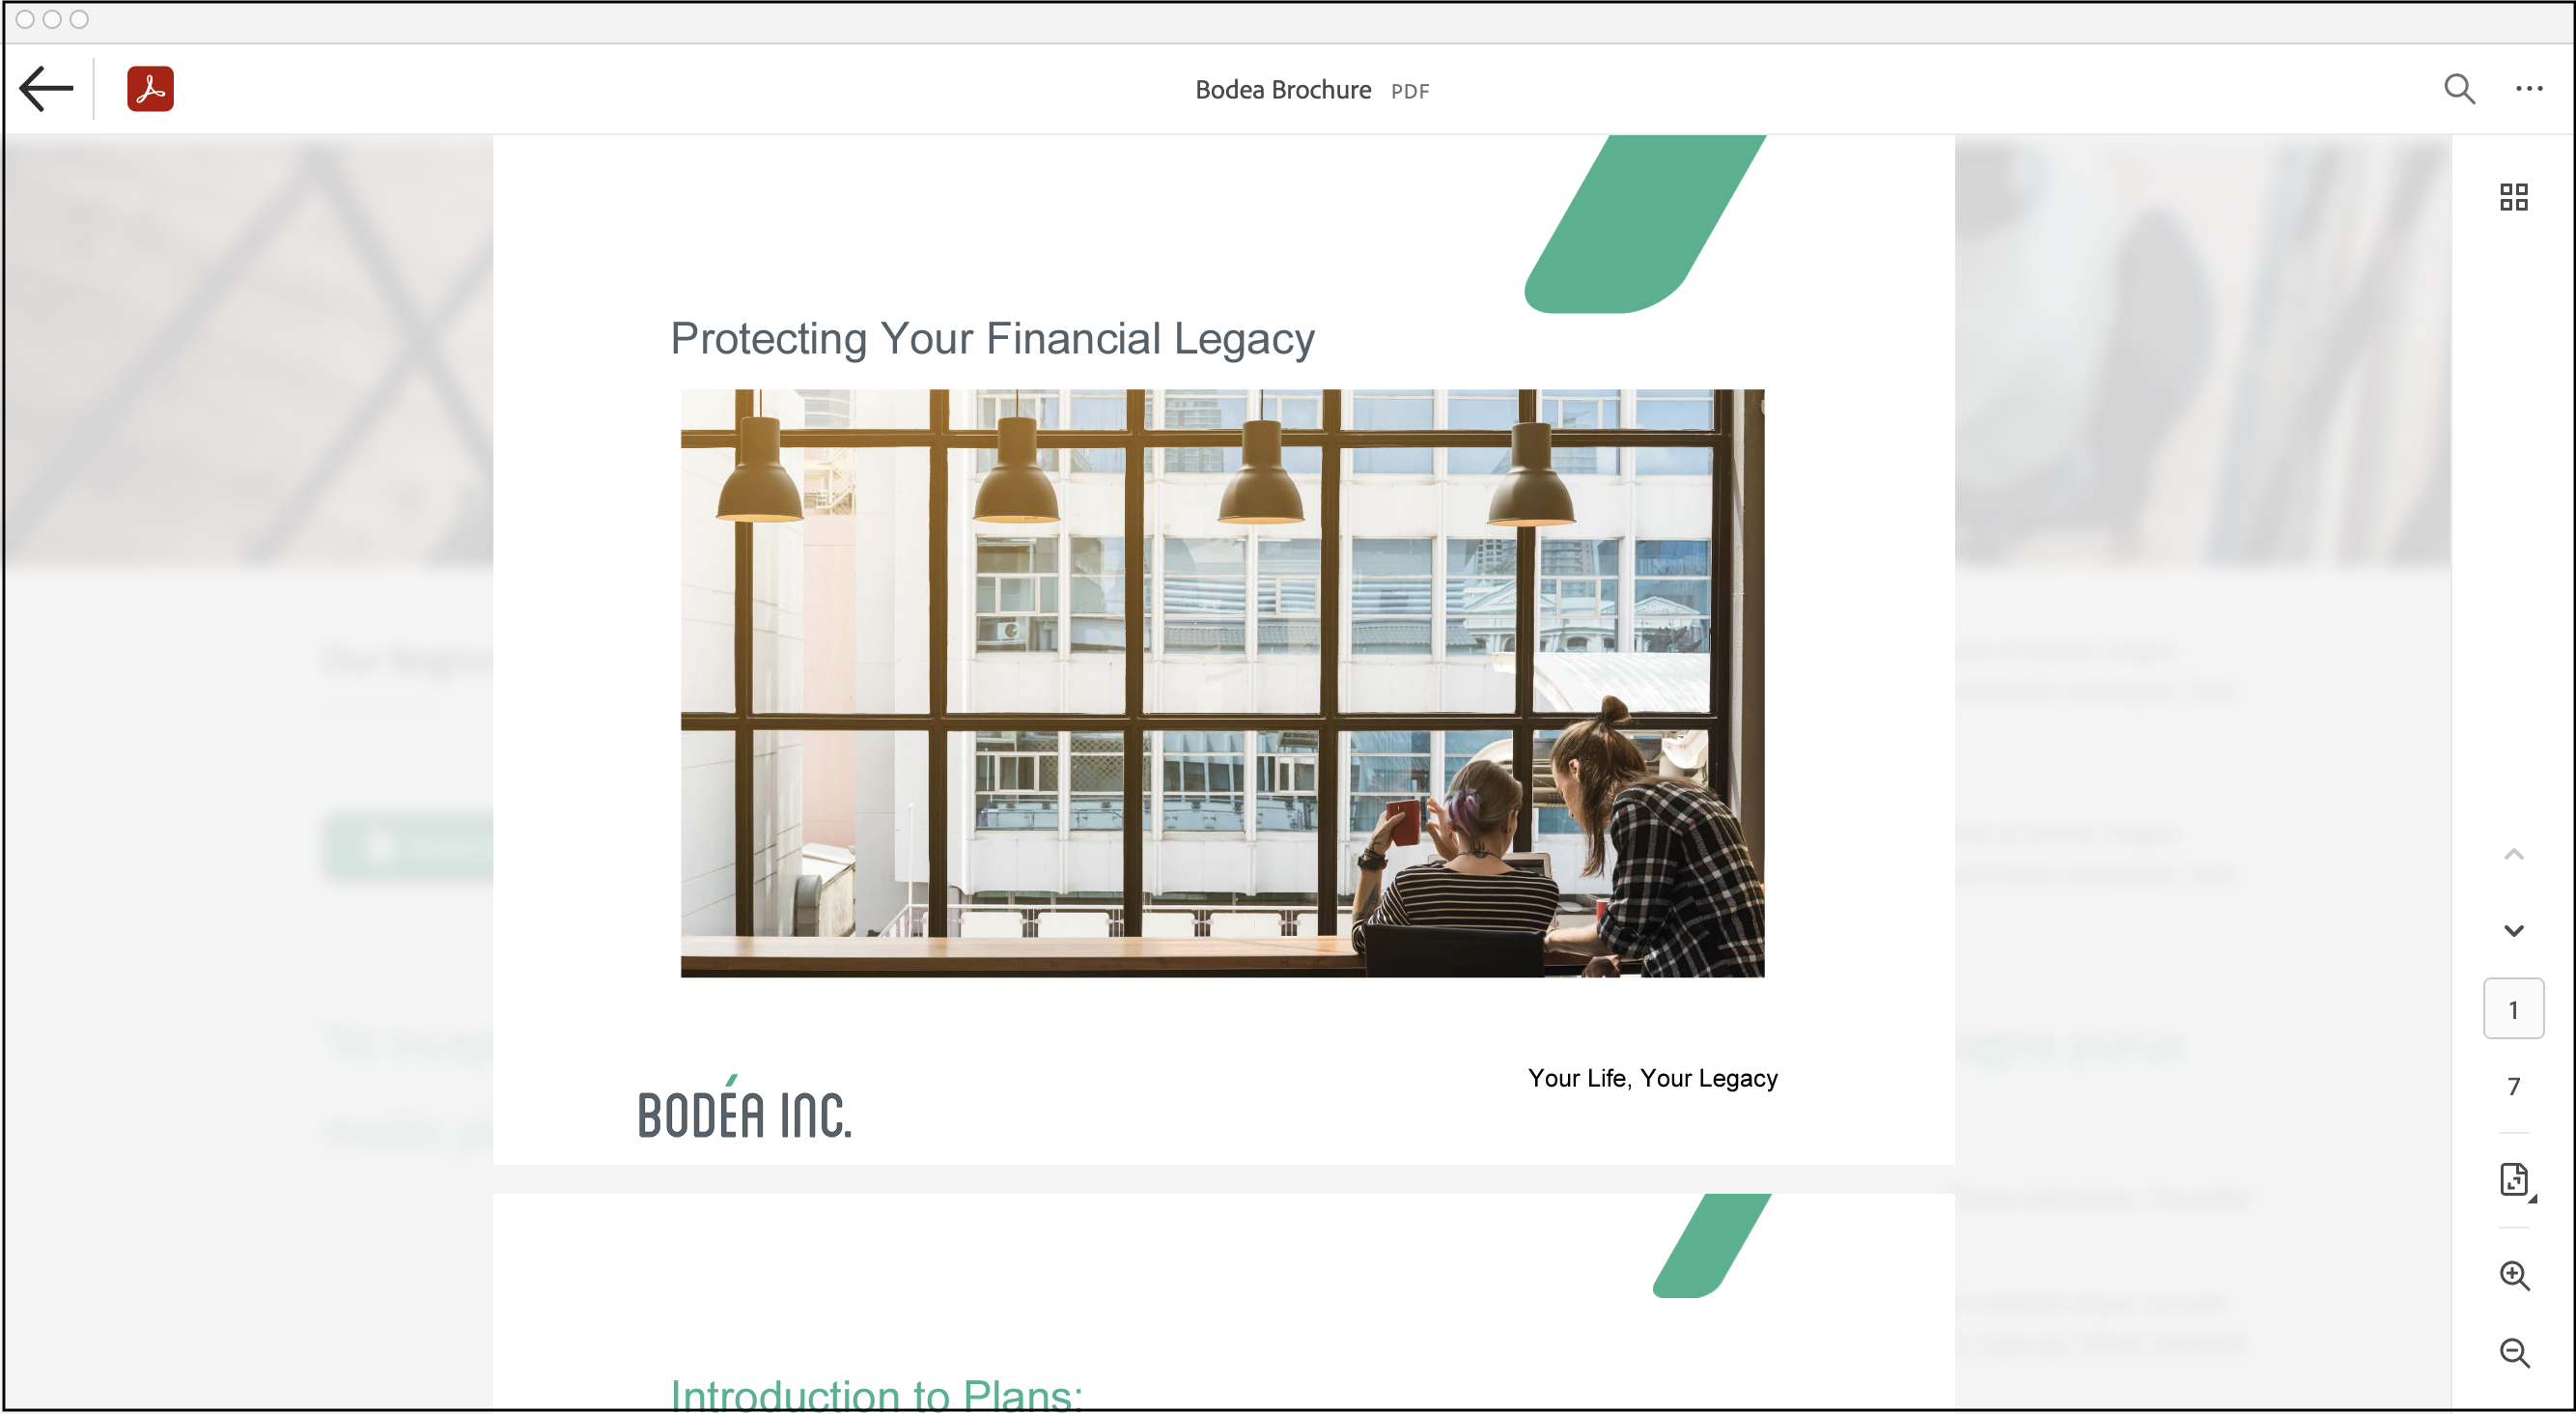 Bodea Brochure PDF
Protecting Your Financial Legacy
Your Life, Your Legacy
BODÉA INC.
1
7
Introduction to Plans: